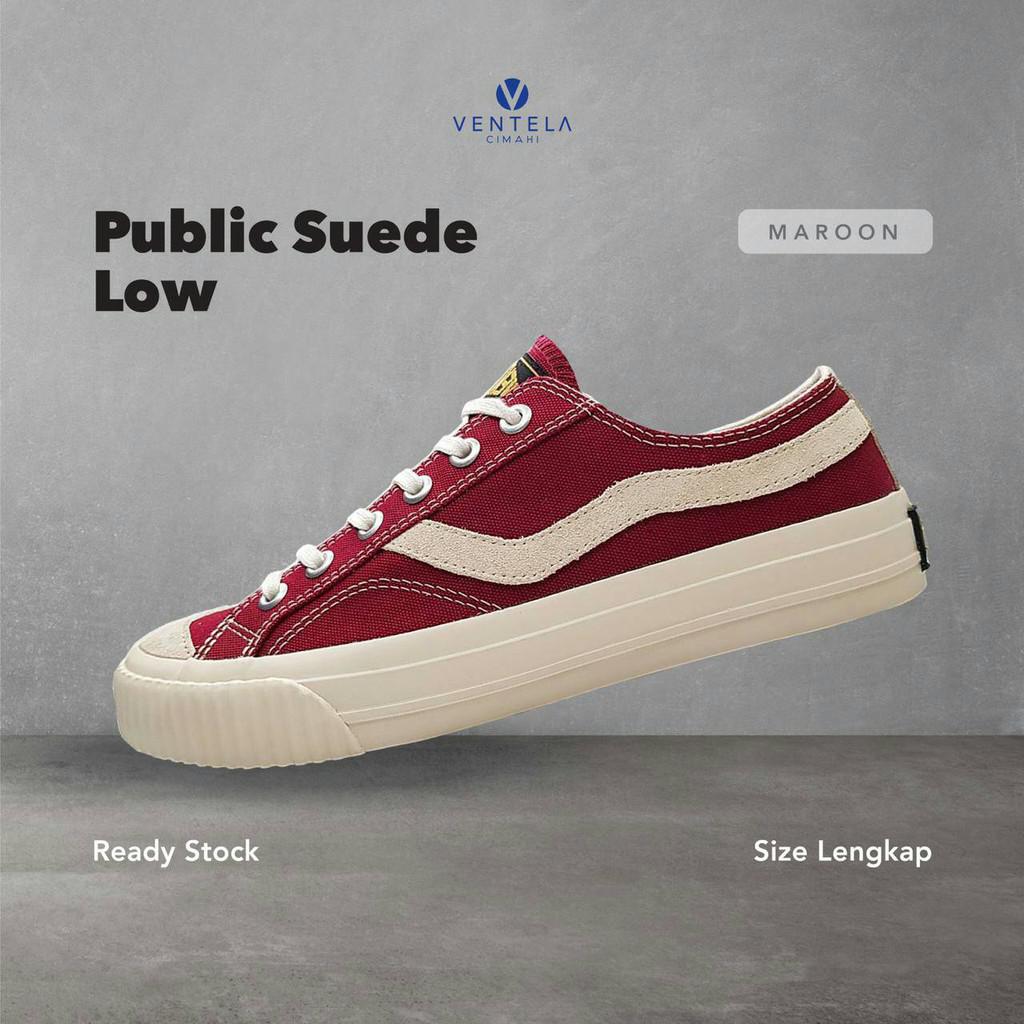 VENTELA
CIMAHI
Public Suede
Low
MAROON
Ready Stock
Size Lengkap